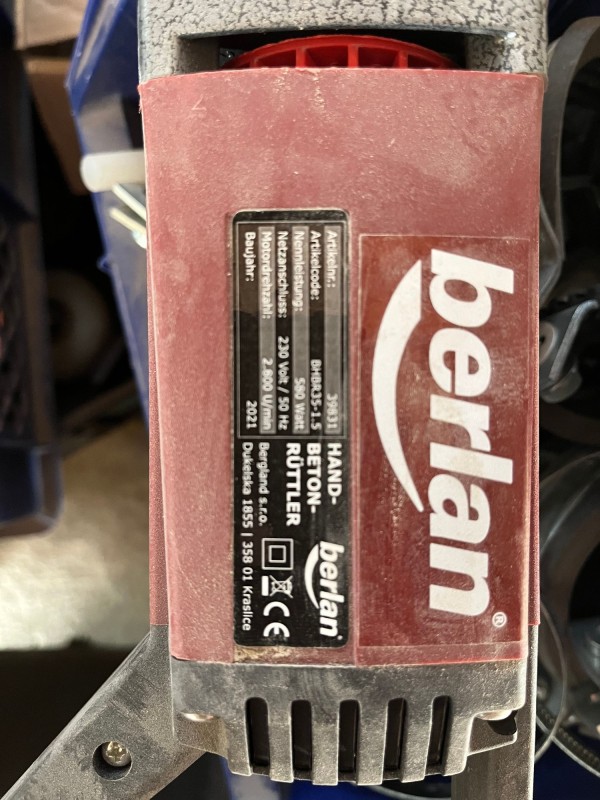 berlan®
Artikelnr.: 39831
Artikelcode: BHBR35-1.5
Nennleistung: 580 Watt
Netzanschluss: 230 Volt / 50 Hz
Motordrehzahl: 2.800 U/min
Baujahr: 2021
berlan®
HAND-
BETON-
RÜTTLER
CE
Bergland s.r.o.
Dukelska 1855 | 358 01 Kraslice